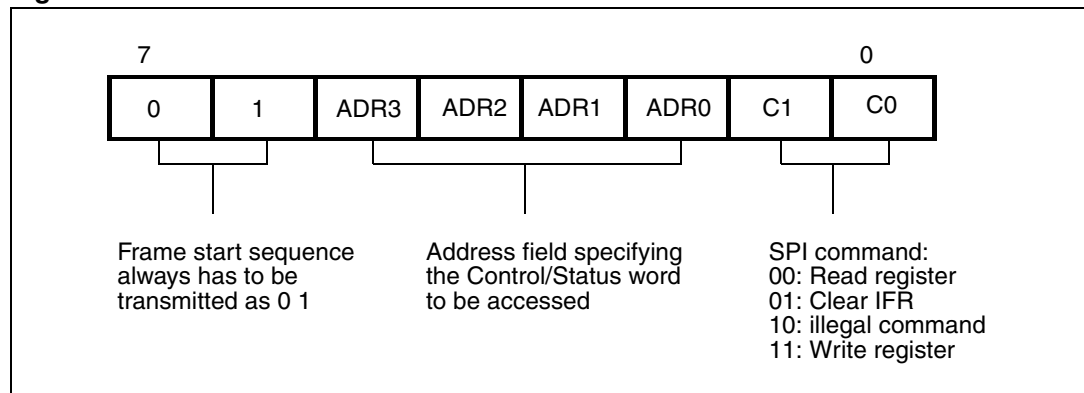 7 0
0 1 ADR3 ADR2 ADR1 ADR0 C1 C0
Frame start sequence
always has to be
transmitted as 0 1
Address field specifying
the Control/Status word
to be accessed
SPI command:
00: Read register
01: Clear IFR
10: illegal command
11: Write register